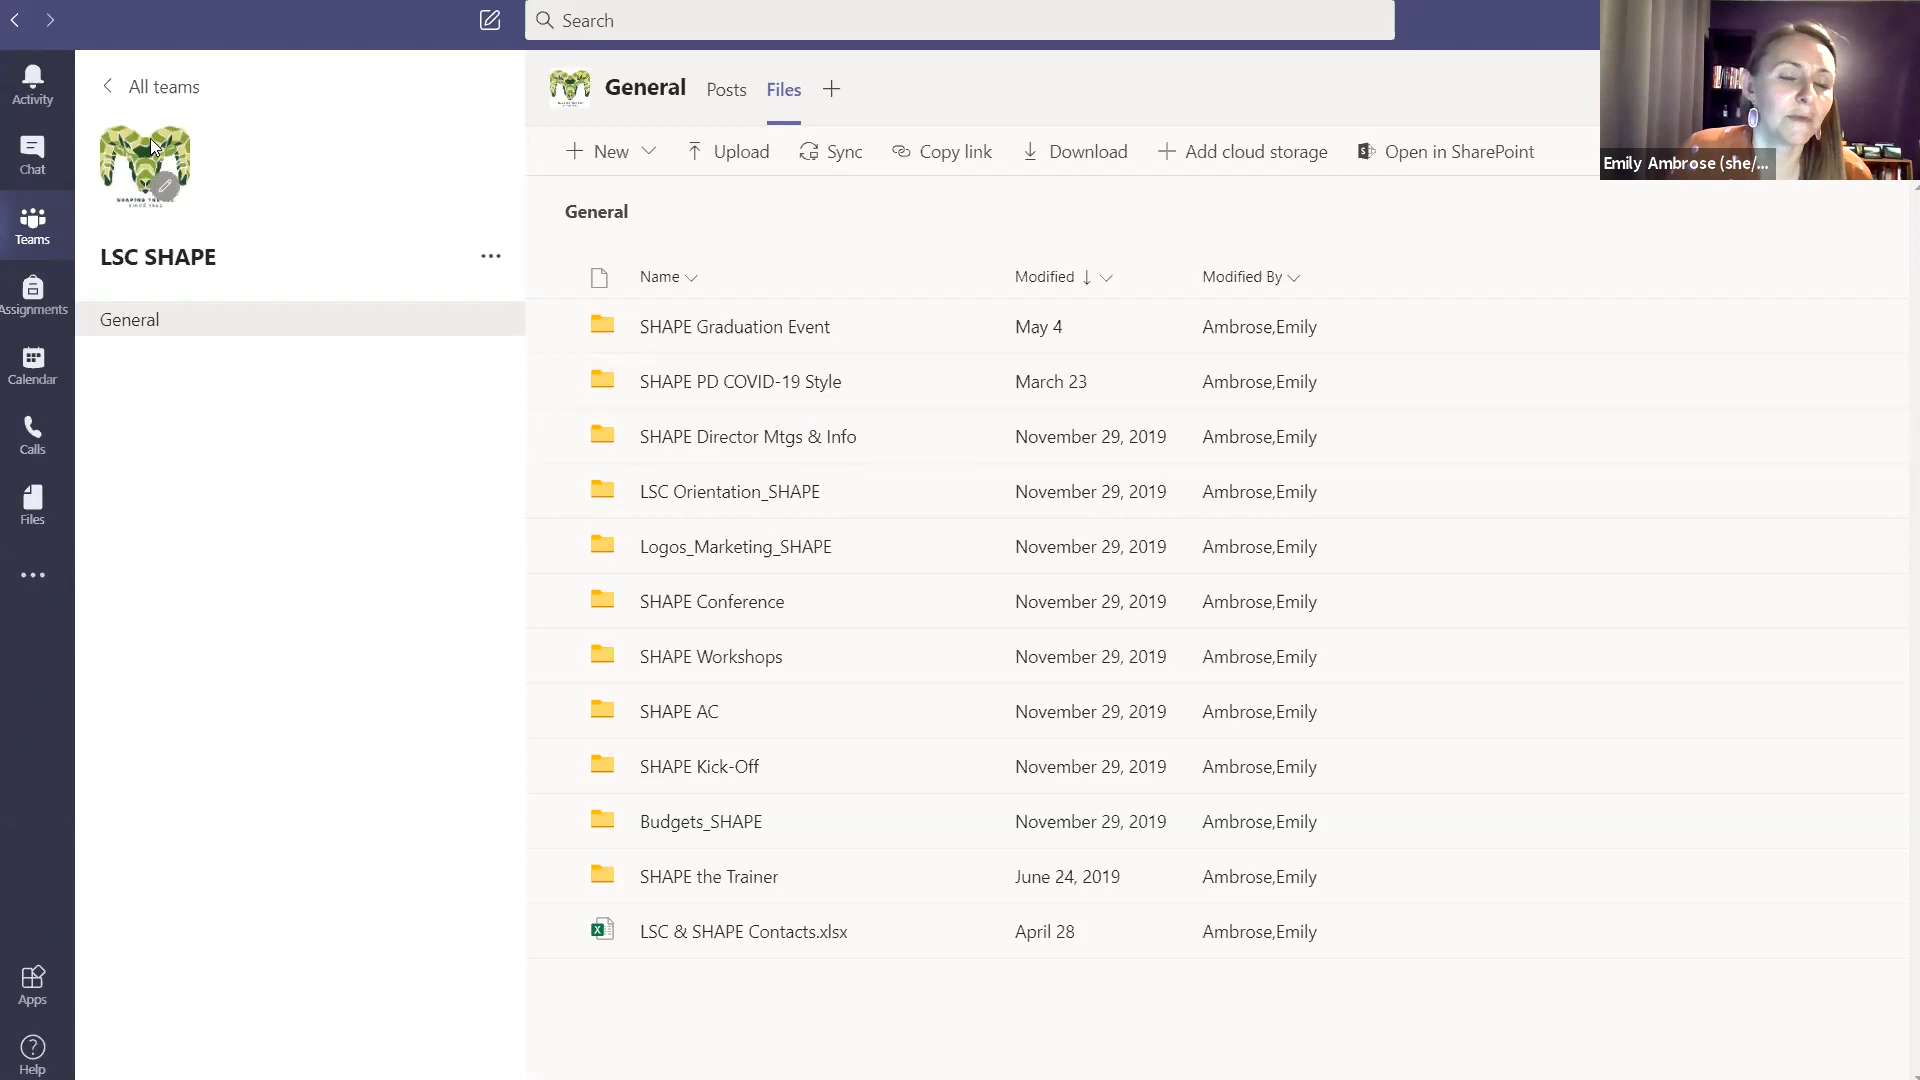 Search
Activity
Chat
Teams
Assignments
Calendar
Calls
Files
Apps
Help
All teams
LSC SHAPE
General
General Posts Files
New Upload Sync Copy link Download Add cloud storage Open in SharePoint
Emily Ambrose (she/...
General
Name Modified Modified By
SHAPE Graduation Event May 4 Ambrose,Emily
SHAPE PD COVID-19 Style March 23 Ambrose,Emily
SHAPE Director Mtgs & Info November 29, 2019 Ambrose,Emily
LSC Orientation_SHAPE November 29, 2019 Ambrose,Emily
Logos_Marketing_SHAPE November 29, 2019 Ambrose,Emily
SHAPE Conference November 29, 2019 Ambrose,Emily
SHAPE Workshops November 29, 2019 Ambrose,Emily
SHAPE AC November 29, 2019 Ambrose,Emily
SHAPE Kick-Off November 29, 2019 Ambrose,Emily
Budgets_SHAPE November 29, 2019 Ambrose,Emily
SHAPE the Trainer June 24, 2019 Ambrose,Emily
LSC & SHAPE Contacts.xlsx April 28 Ambrose,Emily